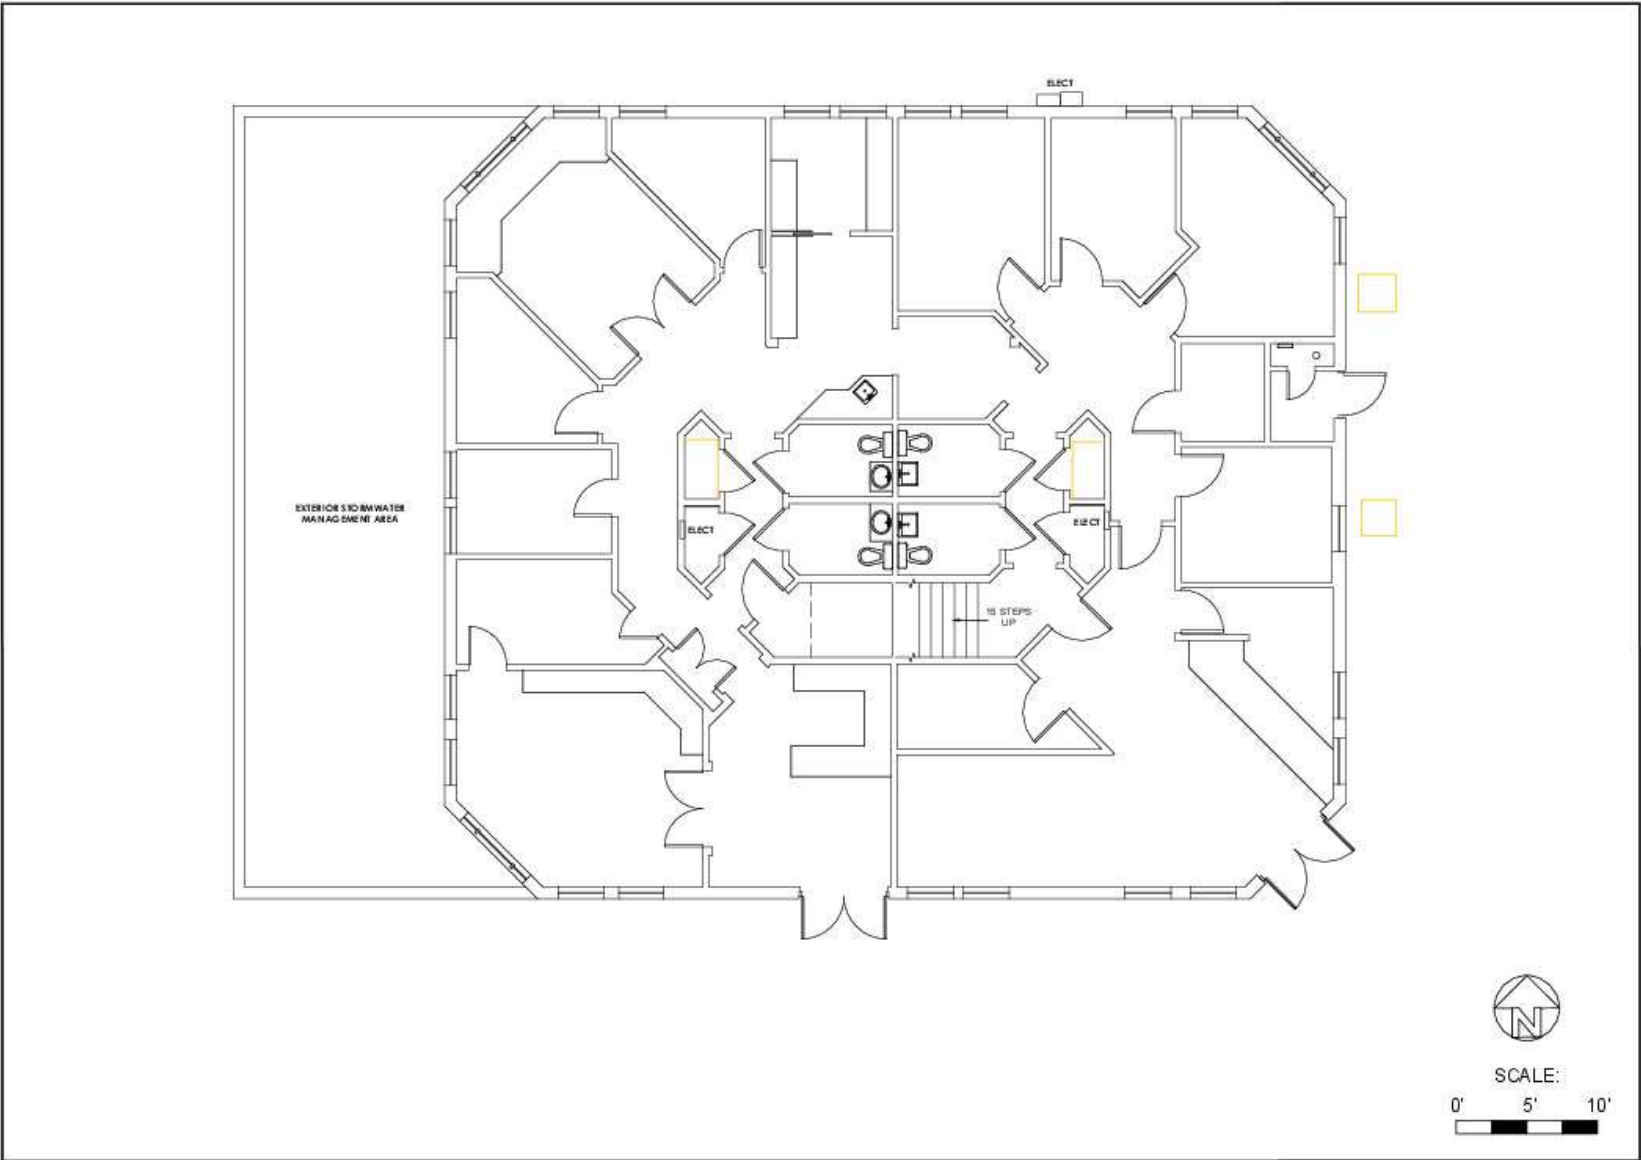 ELECT
EXTERIOR STORMWATER
MANAGEMENT AREA
ELECT
ELECT
15 STEPS
UP
N
SCALE:
0' 5' 10'